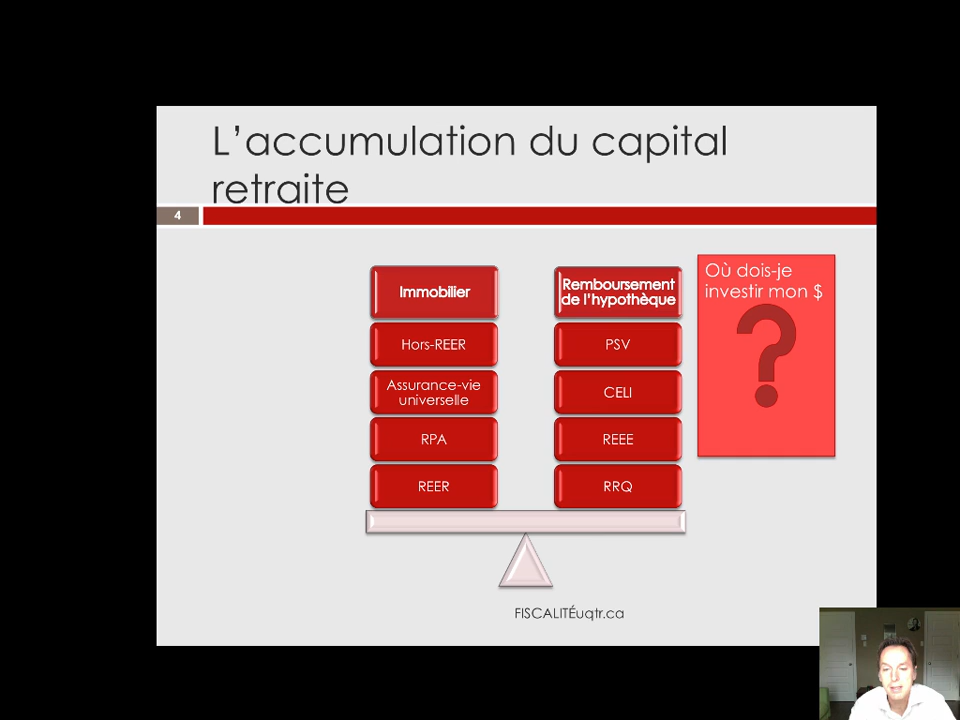 L’accumulation du capital
retraite
4
Immobilier
Hors-REER
Assurance-vie
universelle
RPA
REER
Remboursement
de l’hypothèque
PSV
CELI
REEE
RRQ
Où dois-je
investir mon $
?
FISCALITÉuqtr.ca